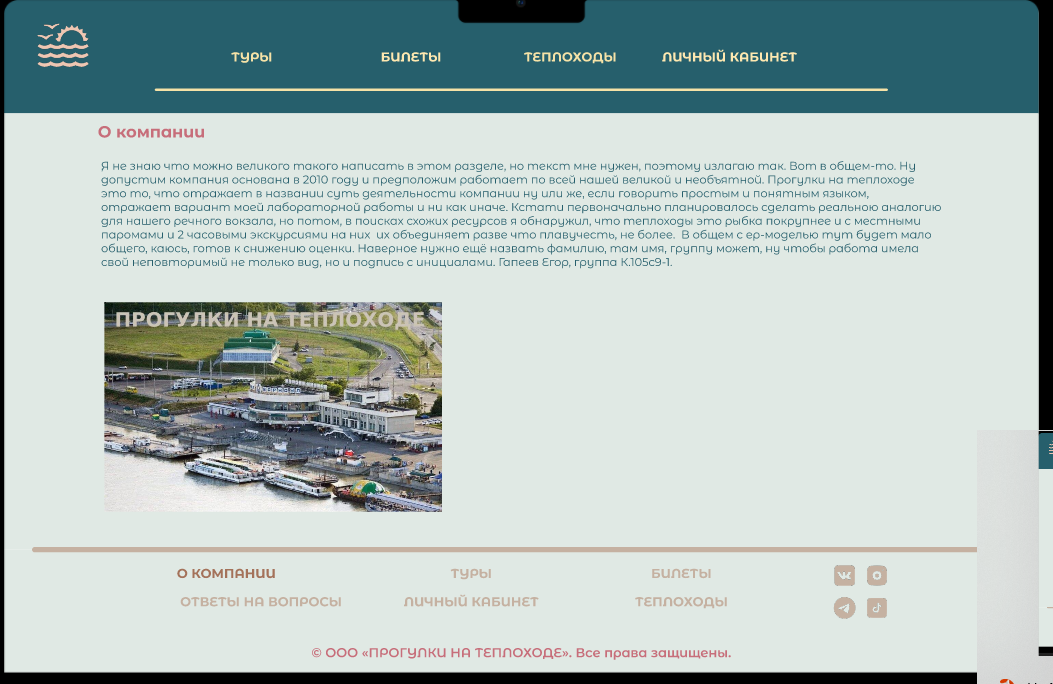 ТУРЫ БИЛЕТЫ ТЕПЛОХОДЫ ЛИЧНЫЙ КАБИНЕТ
О компании
Я не знаю что можно великого такого написать в этом разделе, но текст мне нужен, поэтому излагаю так. Вот в общем-то. Ну
допустим компания основана в 2010 году и предположим работает по всей нашей великой и необъятной. Прогулки на теплоходе
это то, что отражает в названии суть деятельности компании ну или же, если говорить простым и понятным языком,
отражает вариант моей лабораторной работы и ни как иначе. Кстати первоначально планировалось сделать реальною аналогию
для нашего речного вокзала, но потом, в поисках схожих ресурсов я обнаружил, что теплоходы это рыбка покрупнее и с местными
паромами и 2 часовыми экскурсиями на них их объединяет разве что плавучесть, не более. В общем с ер-моделью тут будет мало
общего, каюсь, готов к снижению оценки. Наверное нужно ещё назвать фамилию, там имя, группу может, ну чтобы работа имела
свой неповторимый не только вид, но и подпись с инициалами. Гапеев Егор, группа К.105с9-1.
ПРОГУЛКИ НА ТЕПЛОХОДЕ
О КОМПАНИИ ТУРЫ БИЛЕТЫ
ОТВЕТЫ НА ВОПРОСЫ ЛИЧНЫЙ КАБИНЕТ ТЕПЛОХОДЫ
© ООО «ПРОГУЛКИ НА ТЕПЛОХОДЕ». Все права защищены.